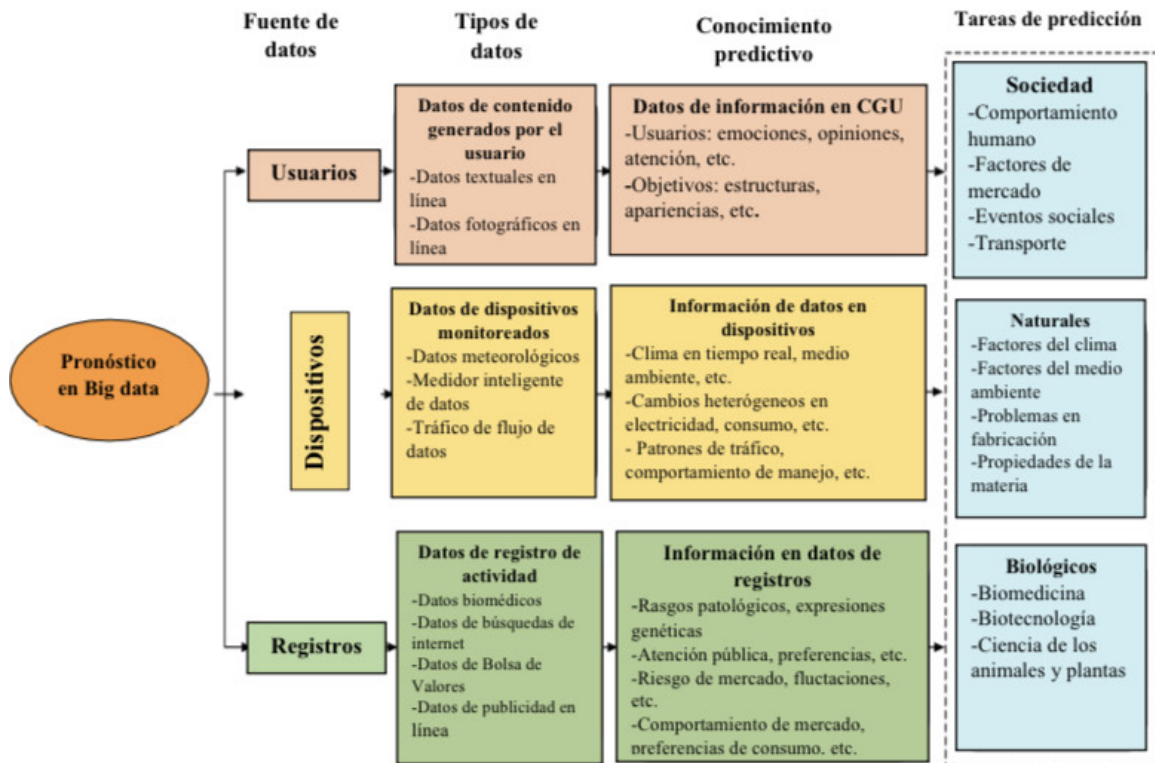 Fuente de
datos
Tipos de
datos
Conocimiento
predictivo
Tareas de predicción
Pronóstico
en Big data
Usuarios
Datos de contenido
generados por el
usuario
-Datos textuales en
línea
-Datos fotográficos en
línea
Datos de información en CGU
-Usuarios: emociones, opiniones,
atención, etc.
-Objetivos: estructuras,
apariencias, etc.
Sociedad
-Comportamiento
humano
-Factores de
mercado
-Eventos sociales
-Transporte
Dispositivos
Datos de dispositivos
monitoreados
-Datos meteorológicos
-Medidor inteligente
de datos
-Tráfico de flujo de
datos
Información de datos en
dispositivos
-Clima en tiempo real, medio
ambiente, etc.
-Cambios heterógeneos en
electricidad, consumo, etc.
- Patrones de tráfico,
comportamiento de manejo, etc.
Naturales
-Factores del clima
-Factores del medio
ambiente
-Problemas en
fabricación
-Propiedades de la
materia
Registros
Datos de registro de
actividad
-Datos biomédicos
-Datos de búsquedas de
internet
-Datos de Bolsa de
Valores
-Datos de publicidad en
línea
Información en datos de
registros
-Rasgos patológicos, expresiones
genéticas
-Atención pública, preferencias, etc.
-Riesgo de mercado, fluctaciones,
etc.
-Comportamiento de mercado,
preferencias de consumo, etc.
Biológicos
-Biomedicina
-Biotecnología
-Ciencia de los
animales y plantas